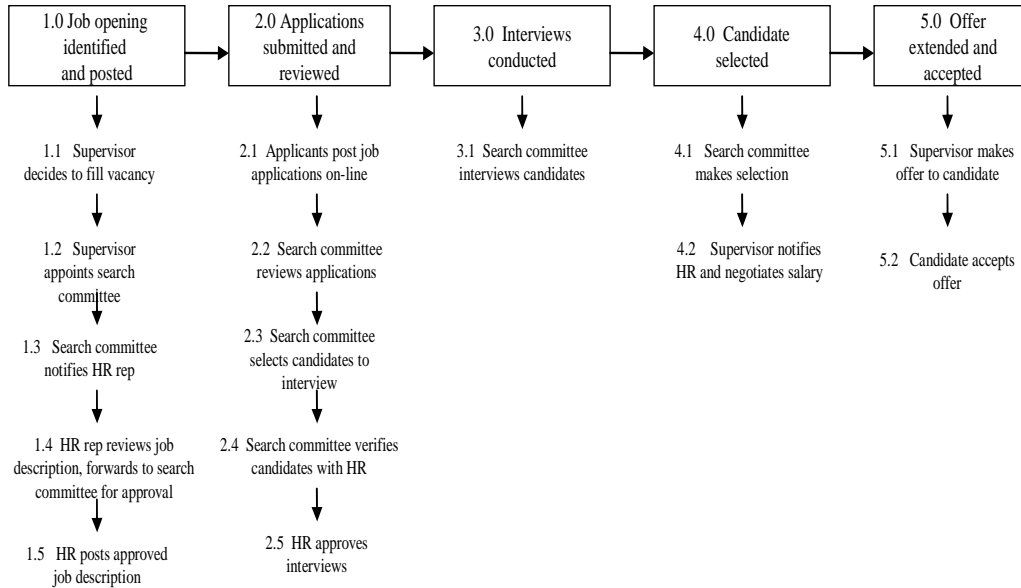 1.0 Job opening
identified
and posted
2.0 Applications
submitted and
reviewed
3.0 Interviews
conducted
4.0 Candidate
selected
5.0 Offer
extended and
accepted
1.1 Supervisor
decides to fill vacancy
1.2 Supervisor
appoints search
committee
1.3 Search committee
notifies HR rep
1.4 HR rep reviews job
description, forwards to search
committee for approval
1.5 HR posts approved
job description
2.1 Applicants post job
applications on-line
2.2 Search committee
reviews applications
2.3 Search committee
selects candidates to
interview
2.4 Search committee verifies
candidates with HR
2.5 HR approves
interviews
3.1 Search committee
interviews candidates
4.1 Search committee
makes selection
4.2 Supervisor notifies
HR and negotiates salary
5.1 Supervisor makes
offer to candidate
5.2 Candidate accepts
offer